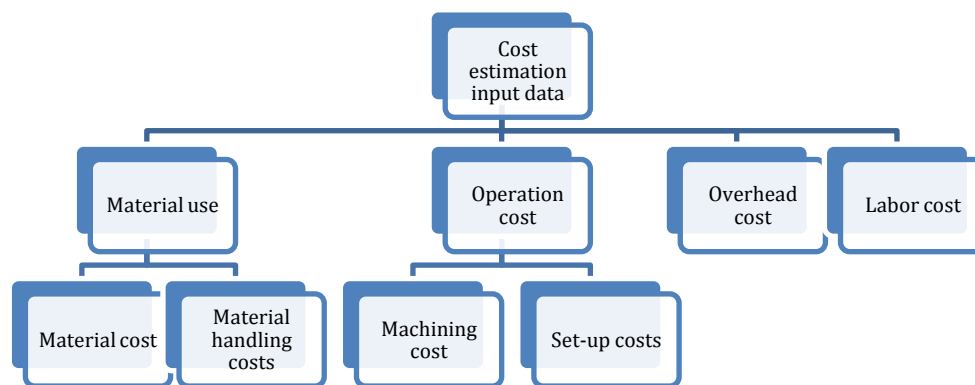 Cost
estimation
input data
Material use
Operation
cost
Overhead
cost
Labor cost
Material cost
Material
handling
costs
Machining
cost
Set-up costs